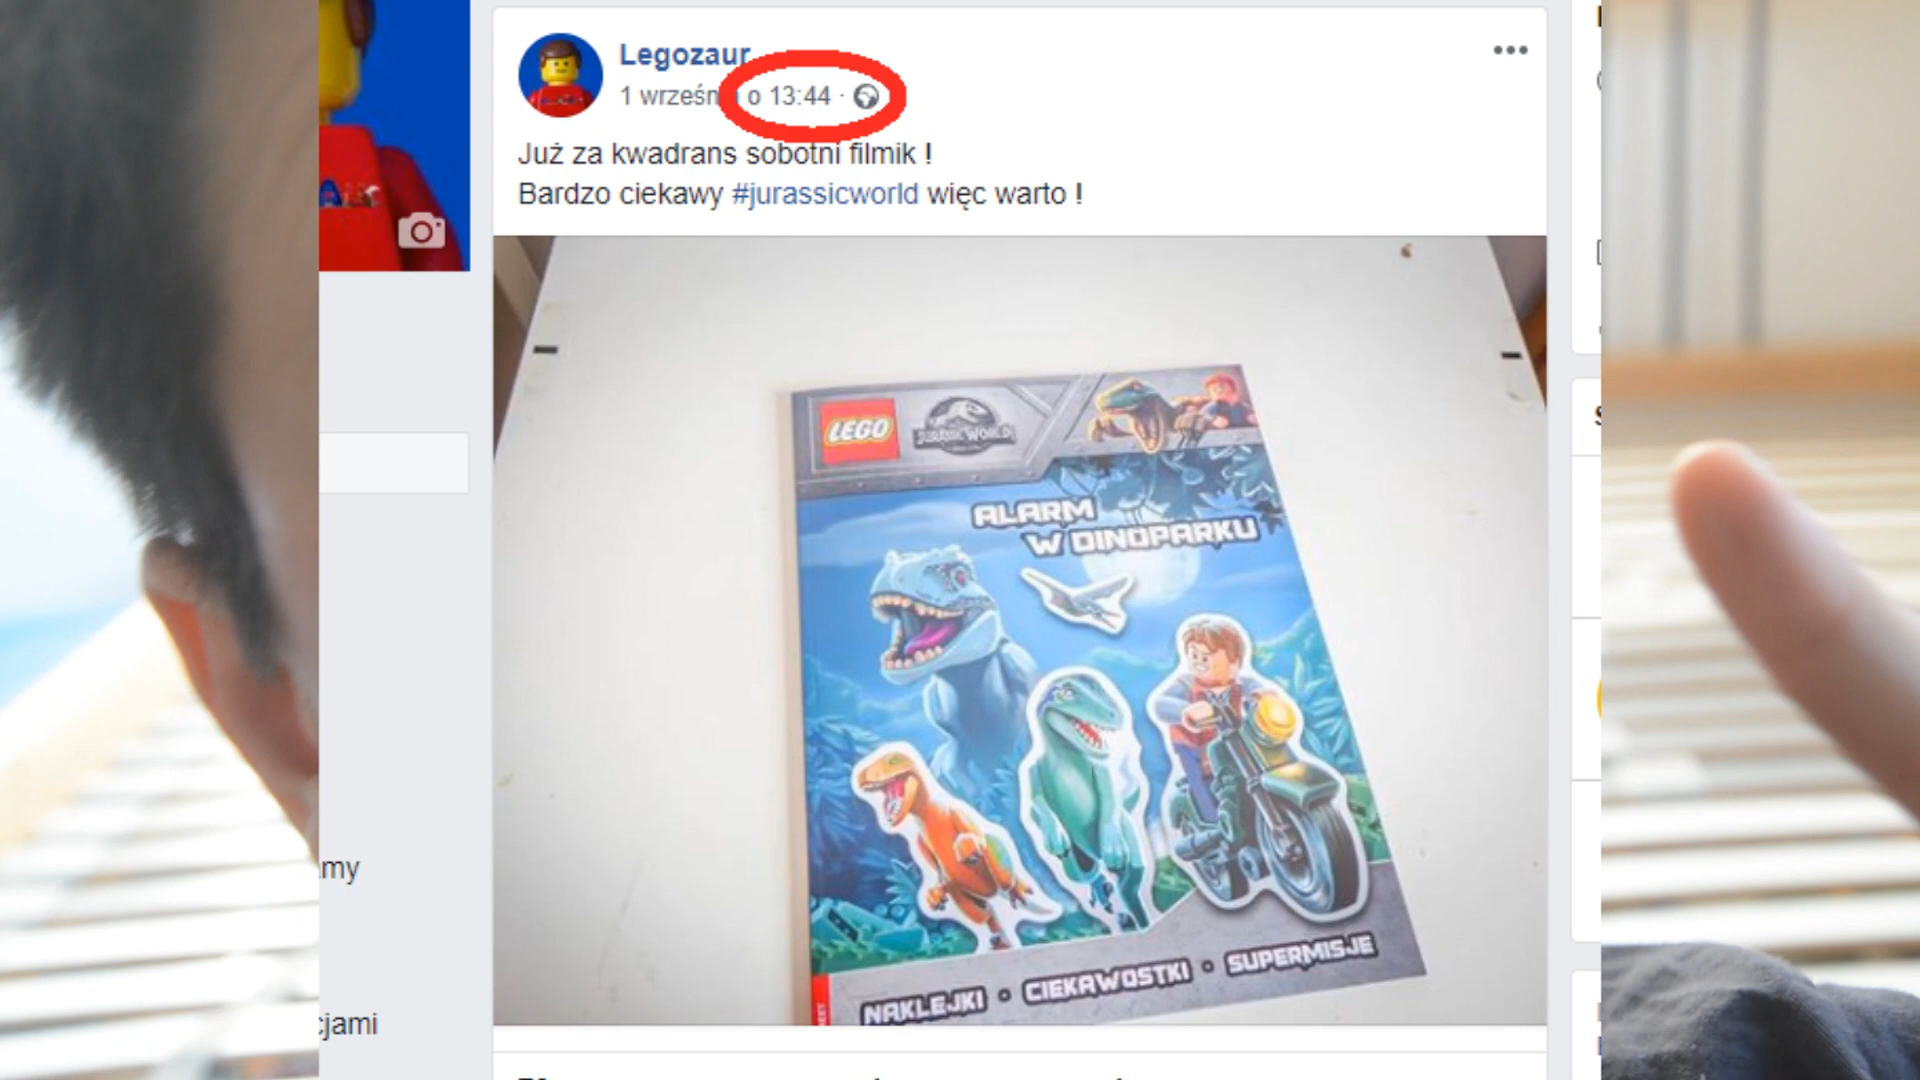 Legozaur
1 wrześn o 13:44 ·
Już za kwadrans sobotni filmik !
Bardzo ciekawy #jurassicworld więc warto !
LEGO
JURASSIC WORLD
ALARM
W DINOPARKU
NAKLEJKI • CIEKAWOSTKI • SUPERMISJE
my
cjami